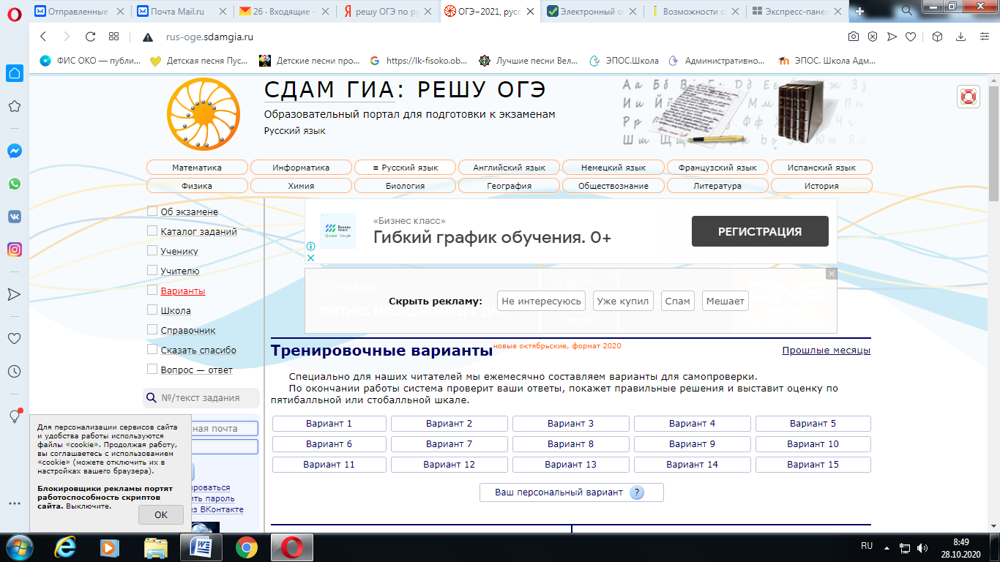 Отправленные
Почта Mail.ru
26 · Входящие –
решу ОГЭ по р
ОГЭ–2021, русс
Электронный
Возможности с
Экспресс-пане
rus-oge.sdamgia.ru
ФИС ОКО — публи...
Детская песня Пус...
Детские песни про...
https://lk-fisoko.ob...
Лучшие песни Вел...
ЭПОС.Школа
Административно...
ЭПОС. Школа Адм...
СДАМ ГИА: РЕШУ ОГЭ
Образовательный портал для подготовки к экзаменам
Русский язык
Математика
Информатика
≡ Русский язык
Английский язык
Немецкий язык
Французский язык
Испанский язык
Физика
Химия
Биология
География
Обществознание
Литература
История
Об экзамене
Каталог заданий
Ученику
Учителю
Варианты
Школа
Справочник
Сказать спасибо
Вопрос — ответ
№/текст задания
«Бизнес класс»
Гибкий график обучения. 0+
РЕГИСТРАЦИЯ
Скрыть рекламу:
Не интересуюсь
Уже купил
Спам
Мешает
Тренировочные варианты новые октябрьские, формат 2020
Прошлые месяцы
Специально для наших читателей мы ежемесячно составляем варианты для самопроверки.
По окончании работы система проверит ваши ответы, покажет правильные решения и выставит оценку по
пятибалльной или стобалльной шкале.
Вариант 1
Вариант 2
Вариант 3
Вариант 4
Вариант 5
Вариант 6
Вариант 7
Вариант 8
Вариант 9
Вариант 10
Вариант 11
Вариант 12
Вариант 13
Вариант 14
Вариант 15
Ваш персональный вариант ?
Для персонализации сервисов сайта
и удобства работы используются
файлы «cookie». Продолжая работу,
вы соглашаетесь с использованием
«cookie» (можете отключить их в
настройках вашего браузера).
Блокировщики рекламы портят
работоспособность скриптов
сайта. Выключите.
OK
ная почта
роваться
ить пароль
ез ВКонтакте
RU
8:49
28.10.2020